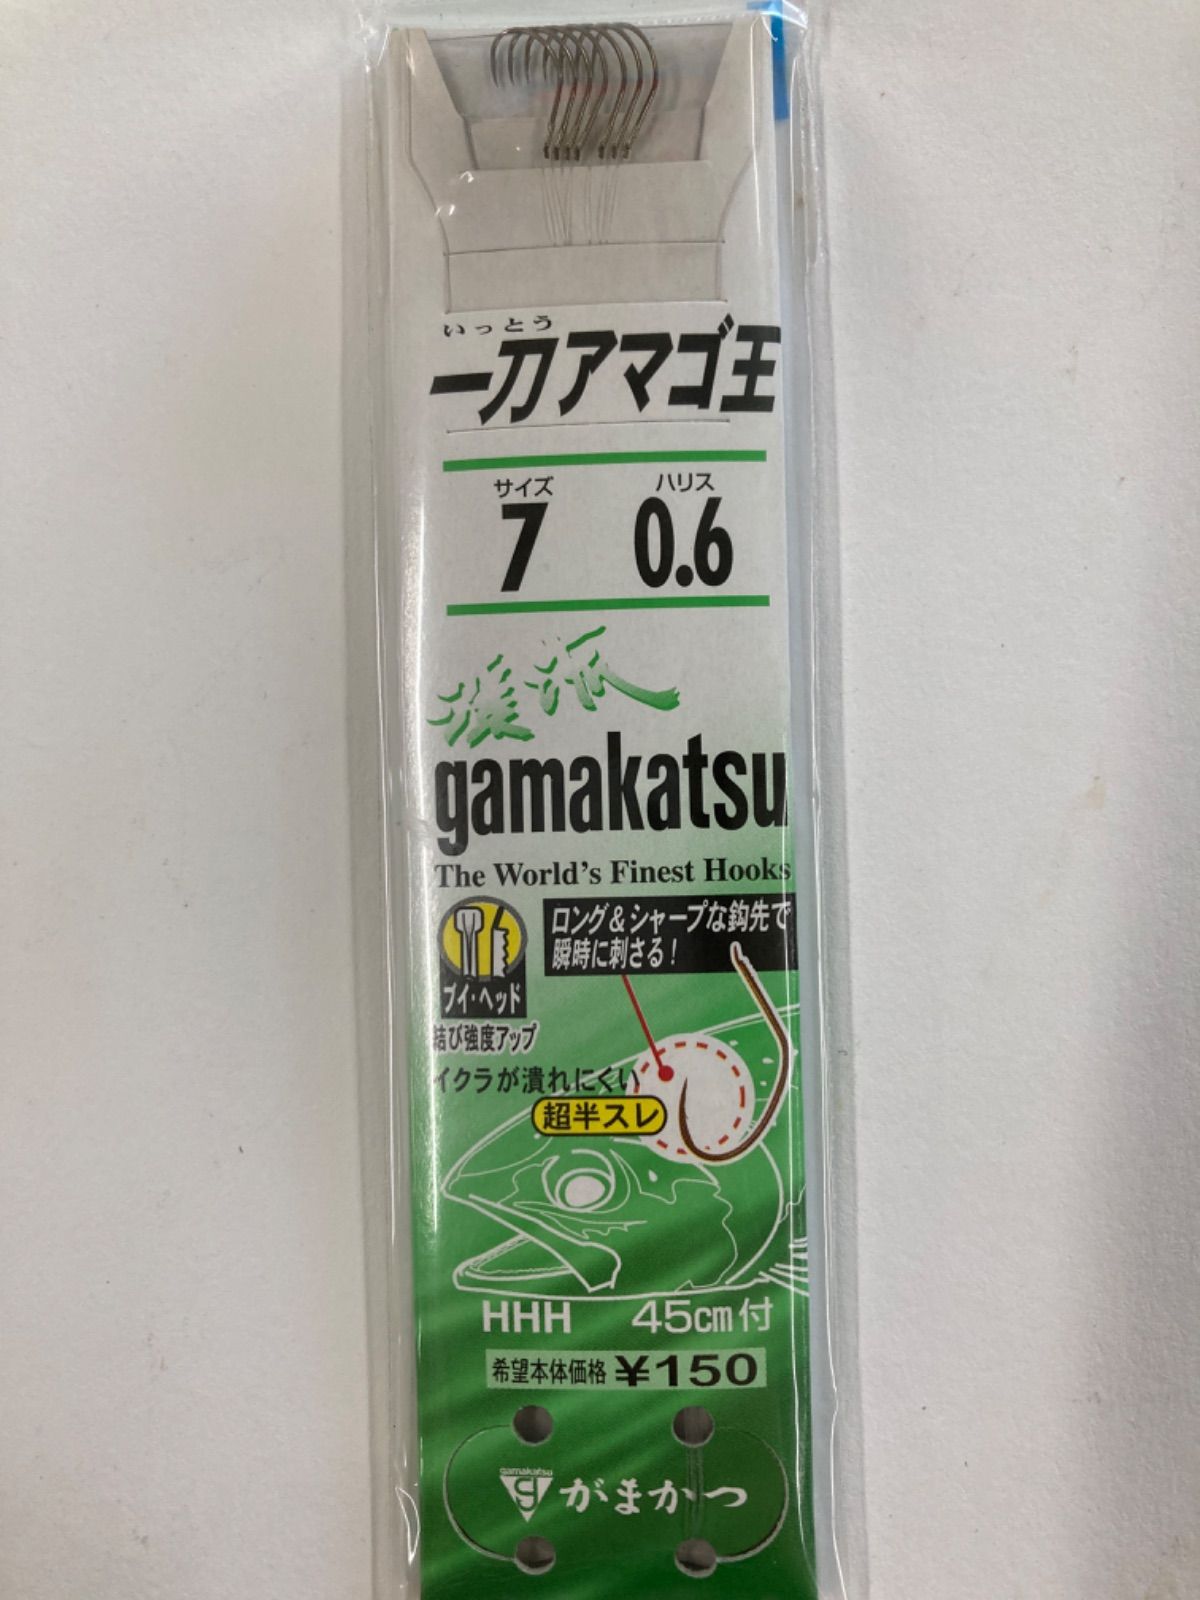 いっとう
一刀アマゴ王
サイズ ハリス
7 0.6
渓流
gamakatsu
The World's Finest Hooks
ロング&シャープな鈎先で
瞬時に刺さる!
ブイ・ヘッド
結び強度アップ
イクラが潰れにくい
超半スレ
HHH 45cm付
希望本体価格 ¥150
gamakatsu
がまかつ